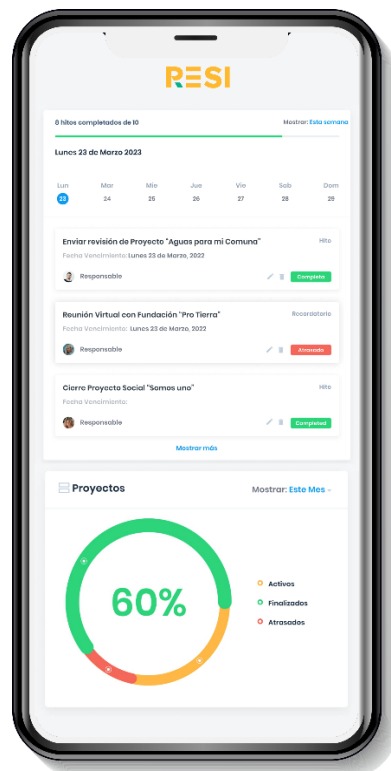 RESI
8 hitos completados de 10 Mostrar: Esta semana
Lunes 23 de Marzo 2023
Lun Mar Mie Jue Vie Sab Dom
23 24 25 26 27 28 29
Enviar revisión de Proyecto "Aguas para mi Comuna" Hito
Fecha Vencimiento: Lunes 23 de Marzo, 2022
Responsable Completo
Reunión Virtual con Fundación "Pro Tierra" Recordatorio
Fecha Vencimiento: Lunes 23 de Marzo, 2022
Responsable Atrasado
Cierre Proyecto Social "Somos uno" Hito
Fecha Vencimiento:
Responsable Completed
Mostrar más
Proyectos Mostrar: Este Mes
60%
Activos
Finalizados
Atrasados